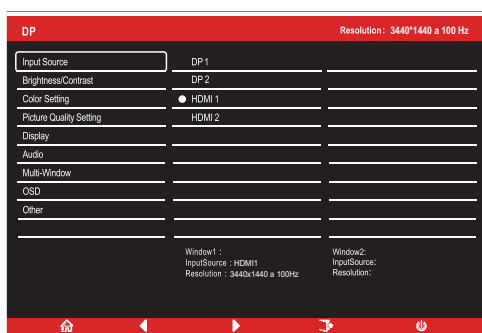 DP Resolution: 3440*1440 a 100 Hz
Input Source DP 1
Brightness/Contrast DP 2
Color Setting HDMI 1
Picture Quality Setting HDMI 2
Display
Audio
Multi-Window
OSD
Other
Window1 : Window2:
InputSource : HDMI1 InputSource:
Resolution : 3440x1440 a 100Hz Resolution: